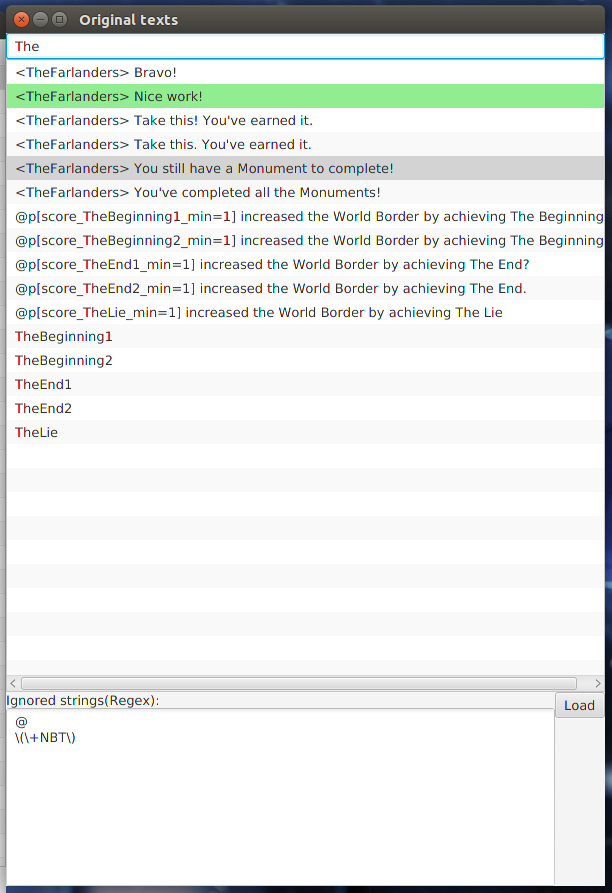 Original texts
The
<TheFarlanders> Bravo!
<TheFarlanders> Nice work!
<TheFarlanders> Take this! You've earned it.
<TheFarlanders> Take this. You've earned it.
<TheFarlanders> You still have a Monument to complete!
<TheFarlanders> You've completed all the Monuments!
@p[score_TheBeginning1_min=1] increased the World Border by achieving The Beginning
@p[score_TheBeginning2_min=1] increased the World Border by achieving The Beginning
@p[score_TheEnd1_min=1] increased the World Border by achieving The End?
@p[score_TheEnd2_min=1] increased the World Border by achieving The End.
@p[score_TheLie_min=1] increased the World Border by achieving The Lie
TheBeginning1
TheBeginning2
TheEnd1
TheEnd2
TheLie
Ignored strings(Regex):
Load
@
\(\+NBT\)